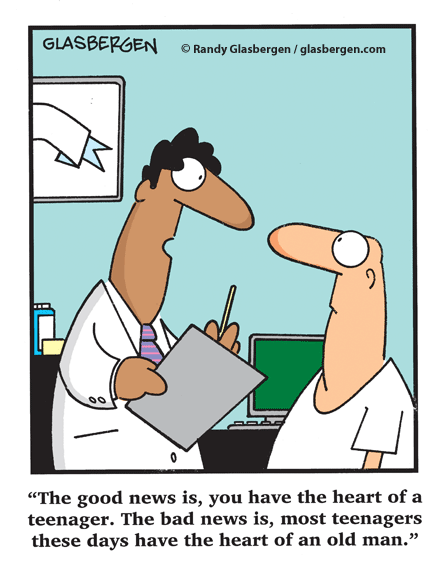 GLASBERGEN
© Randy Glasbergen / glasbergen.com
“The good news is, you have the heart of a
teenager. The bad news is, most teenagers
these days have the heart of an old man.”